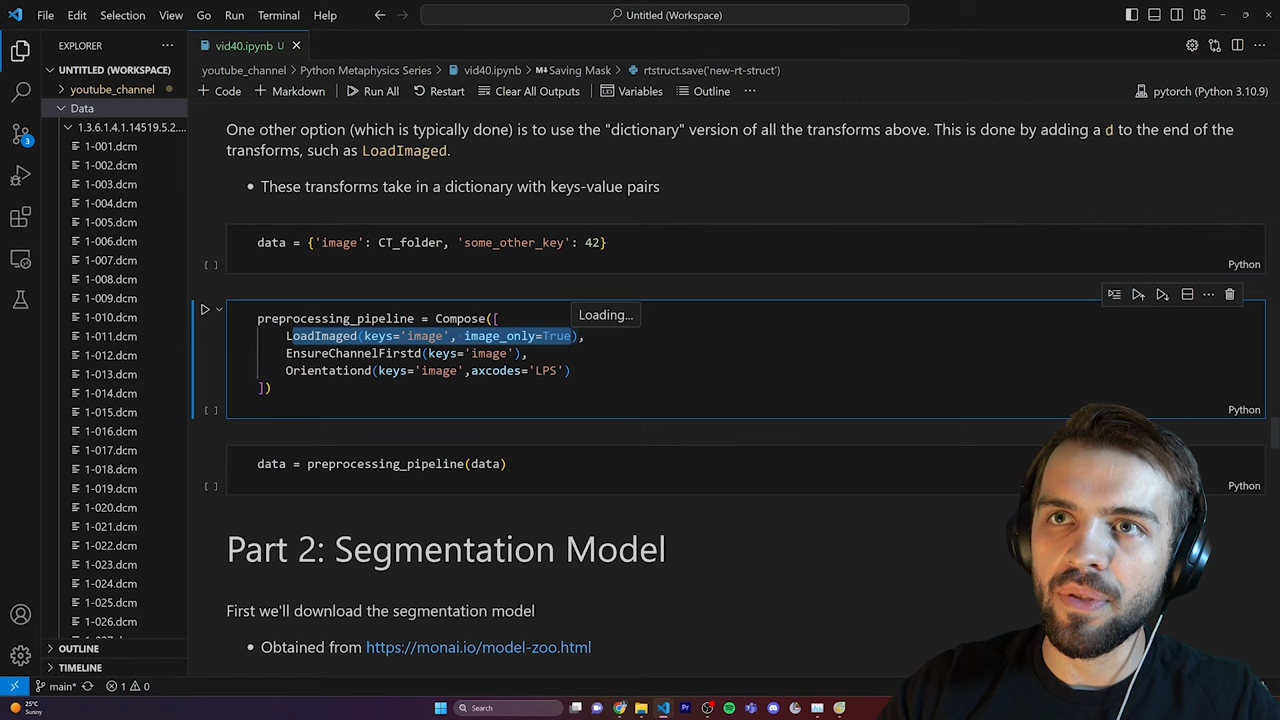 File Edit Selection View Go Run Terminal Help
Untitled (Workspace)
EXPLORER
vid40.ipynb U
UNTITLED (WORKSPACE)
youtube_channel
Data
1.3.6.1.4.1.14519.5.2....
1-001.dcm
1-002.dcm
1-003.dcm
1-004.dcm
1-005.dcm
1-006.dcm
1-007.dcm
1-008.dcm
1-009.dcm
1-010.dcm
1-011.dcm
1-012.dcm
1-013.dcm
1-014.dcm
1-015.dcm
1-016.dcm
1-017.dcm
1-018.dcm
1-019.dcm
1-020.dcm
1-021.dcm
1-022.dcm
1-023.dcm
1-024.dcm
1-025.dcm
1-026.dcm
OUTLINE
TIMELINE
youtube_channel > Python Metaphysics Series > vid40.ipynb > Saving Mask > rtstruct.save('new-rt-struct')
+ Code + Markdown Run All Restart Clear All Outputs Variables Outline ... pytorch (Python 3.10.9)
One other option (which is typically done) is to use the "dictionary" version of all the transforms above. This is done by adding a d to the end of the
transforms, such as LoadImaged.
• These transforms take in a dictionary with keys-value pairs
data = {'image': CT_folder, 'some_other_key': 42}
[ ] Python
preprocessing_pipeline = Compose([
Loading...
LoadImaged(keys='image', image_only=True),
EnsureChannelFirstd(keys='image'),
Orientationd(keys='image',axcodes='LPS')
])
[ ] Python
data = preprocessing_pipeline(data)
[ ] Python
Part 2: Segmentation Model
First we'll download the segmentation model
• Obtained from https://monai.io/model-zoo.html
main* 1 0
25°C
Sunny
Search
3